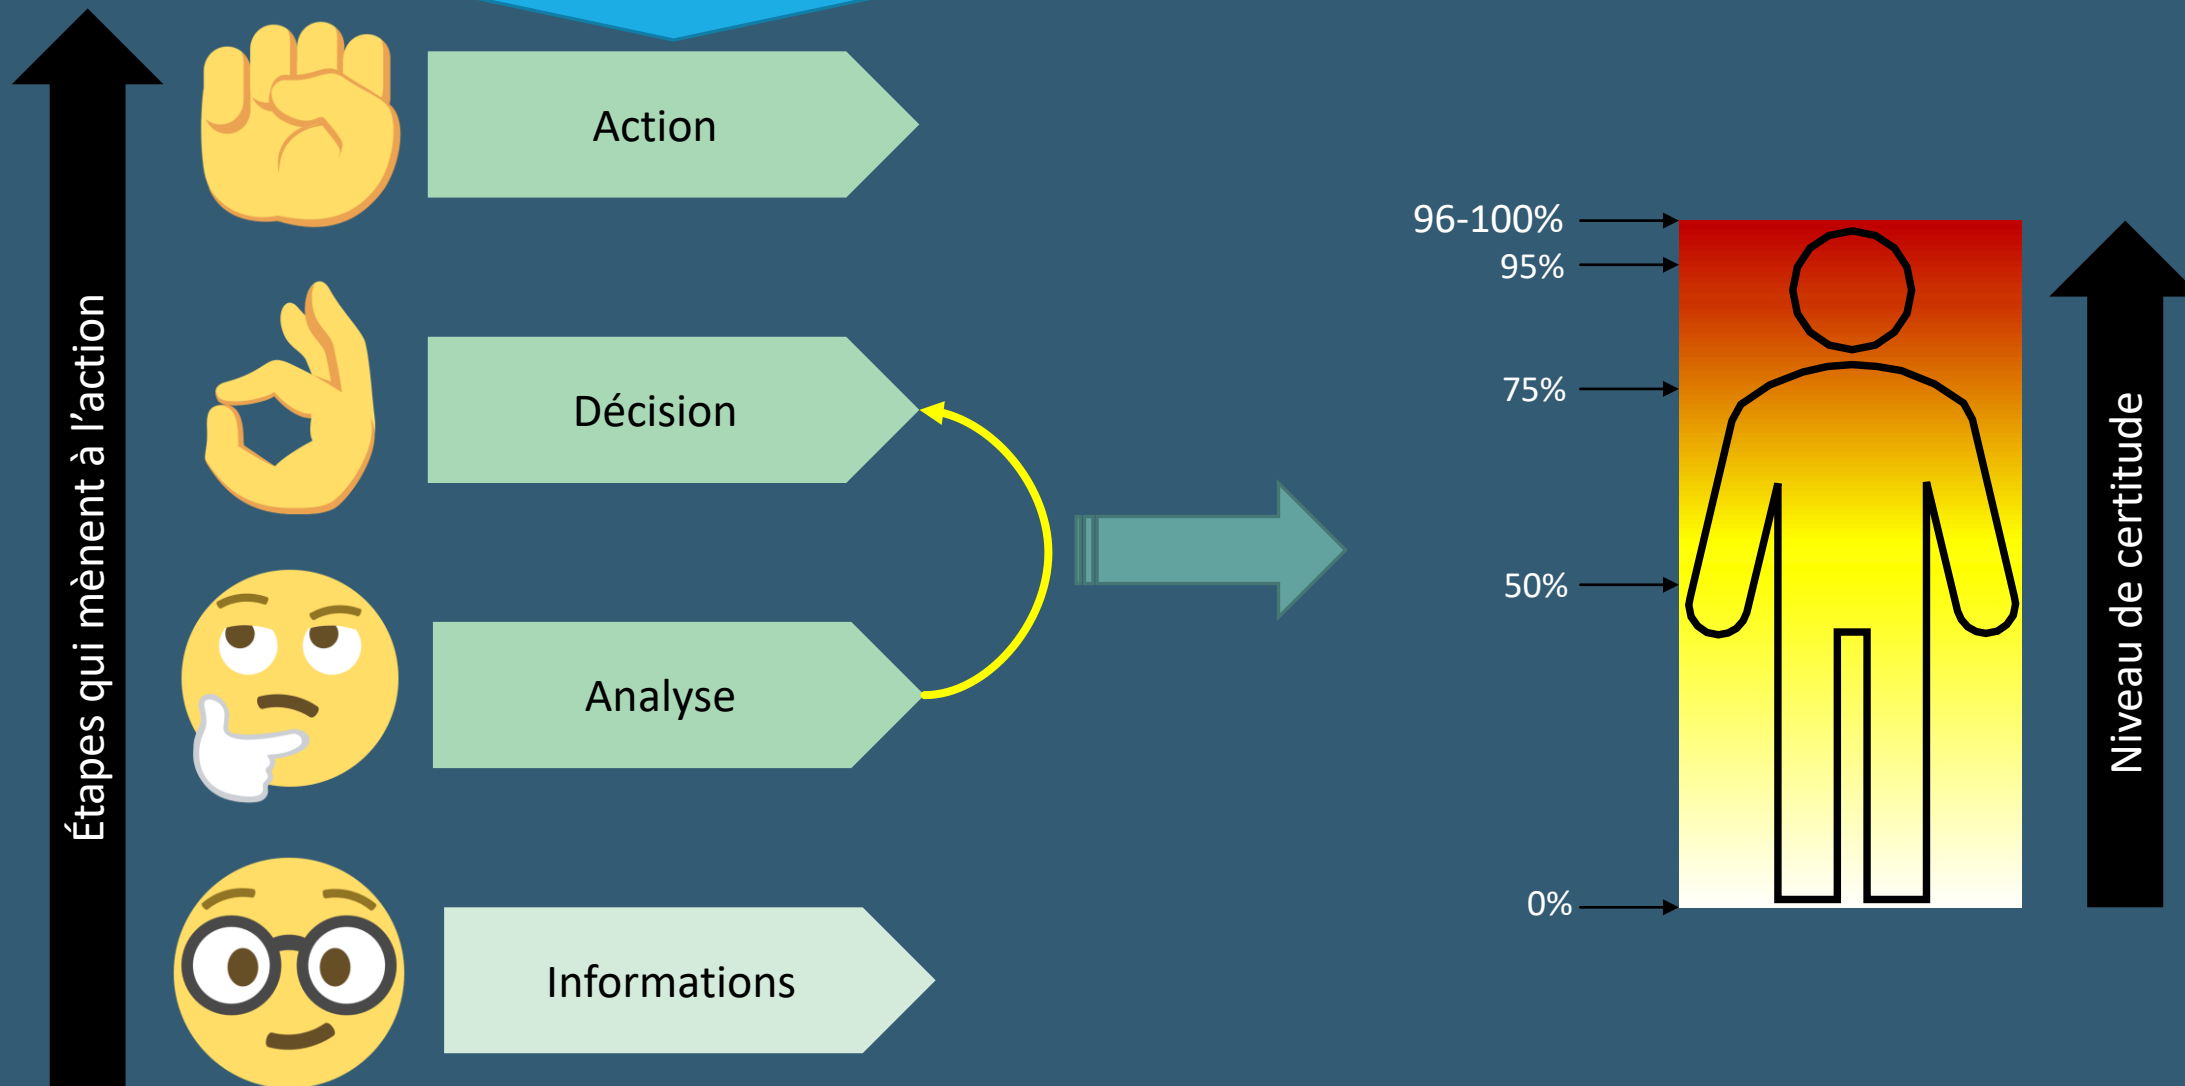 Étapes qui mènent à l’action
Action
Décision
Analyse
Informations
96-100%
95%
75%
50%
0%
Niveau de certitude